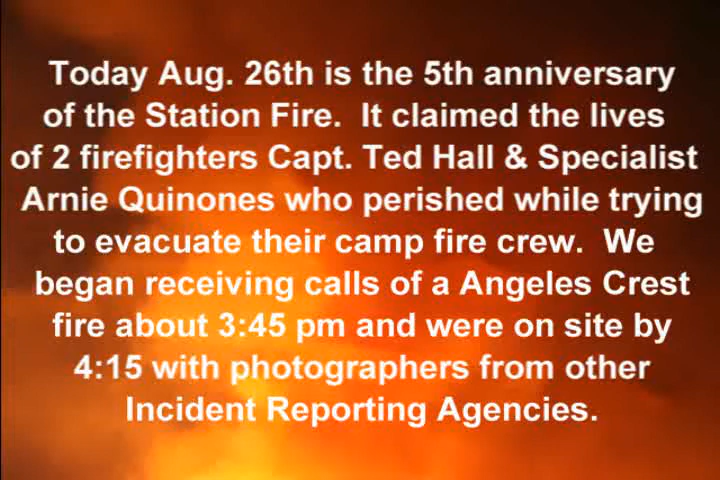 Today Aug. 26th is the 5th anniversary
of the Station Fire.  It claimed the lives
of 2 firefighters Capt. Ted Hall & Specialist
Arnie Quinones who perished while trying
to evacuate their camp fire crew.  We
began receiving calls of a Angeles Crest
fire about 3:45 pm and were on site by
4:15 with photographers from other
Incident Reporting Agencies.